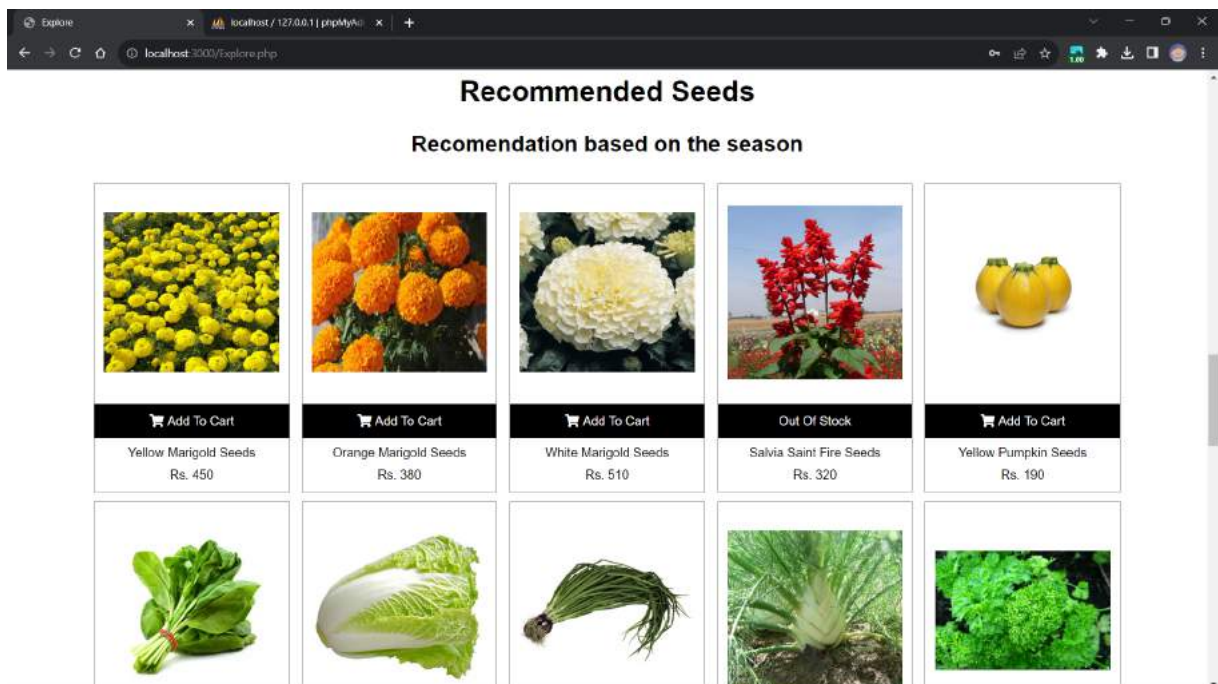 Explore
localhost / 127.0.0.1 | phpMyAd
localhost:3000/Explore.php
1.00
Recommended Seeds
Recomendation based on the season
Add To Cart
Add To Cart
Add To Cart
Out Of Stock
Add To Cart
Yellow Marigold Seeds
Orange Marigold Seeds
White Marigold Seeds
Salvia Saint Fire Seeds
Yellow Pumpkin Seeds
Rs. 450
Rs. 380
Rs. 510
Rs. 320
Rs. 190